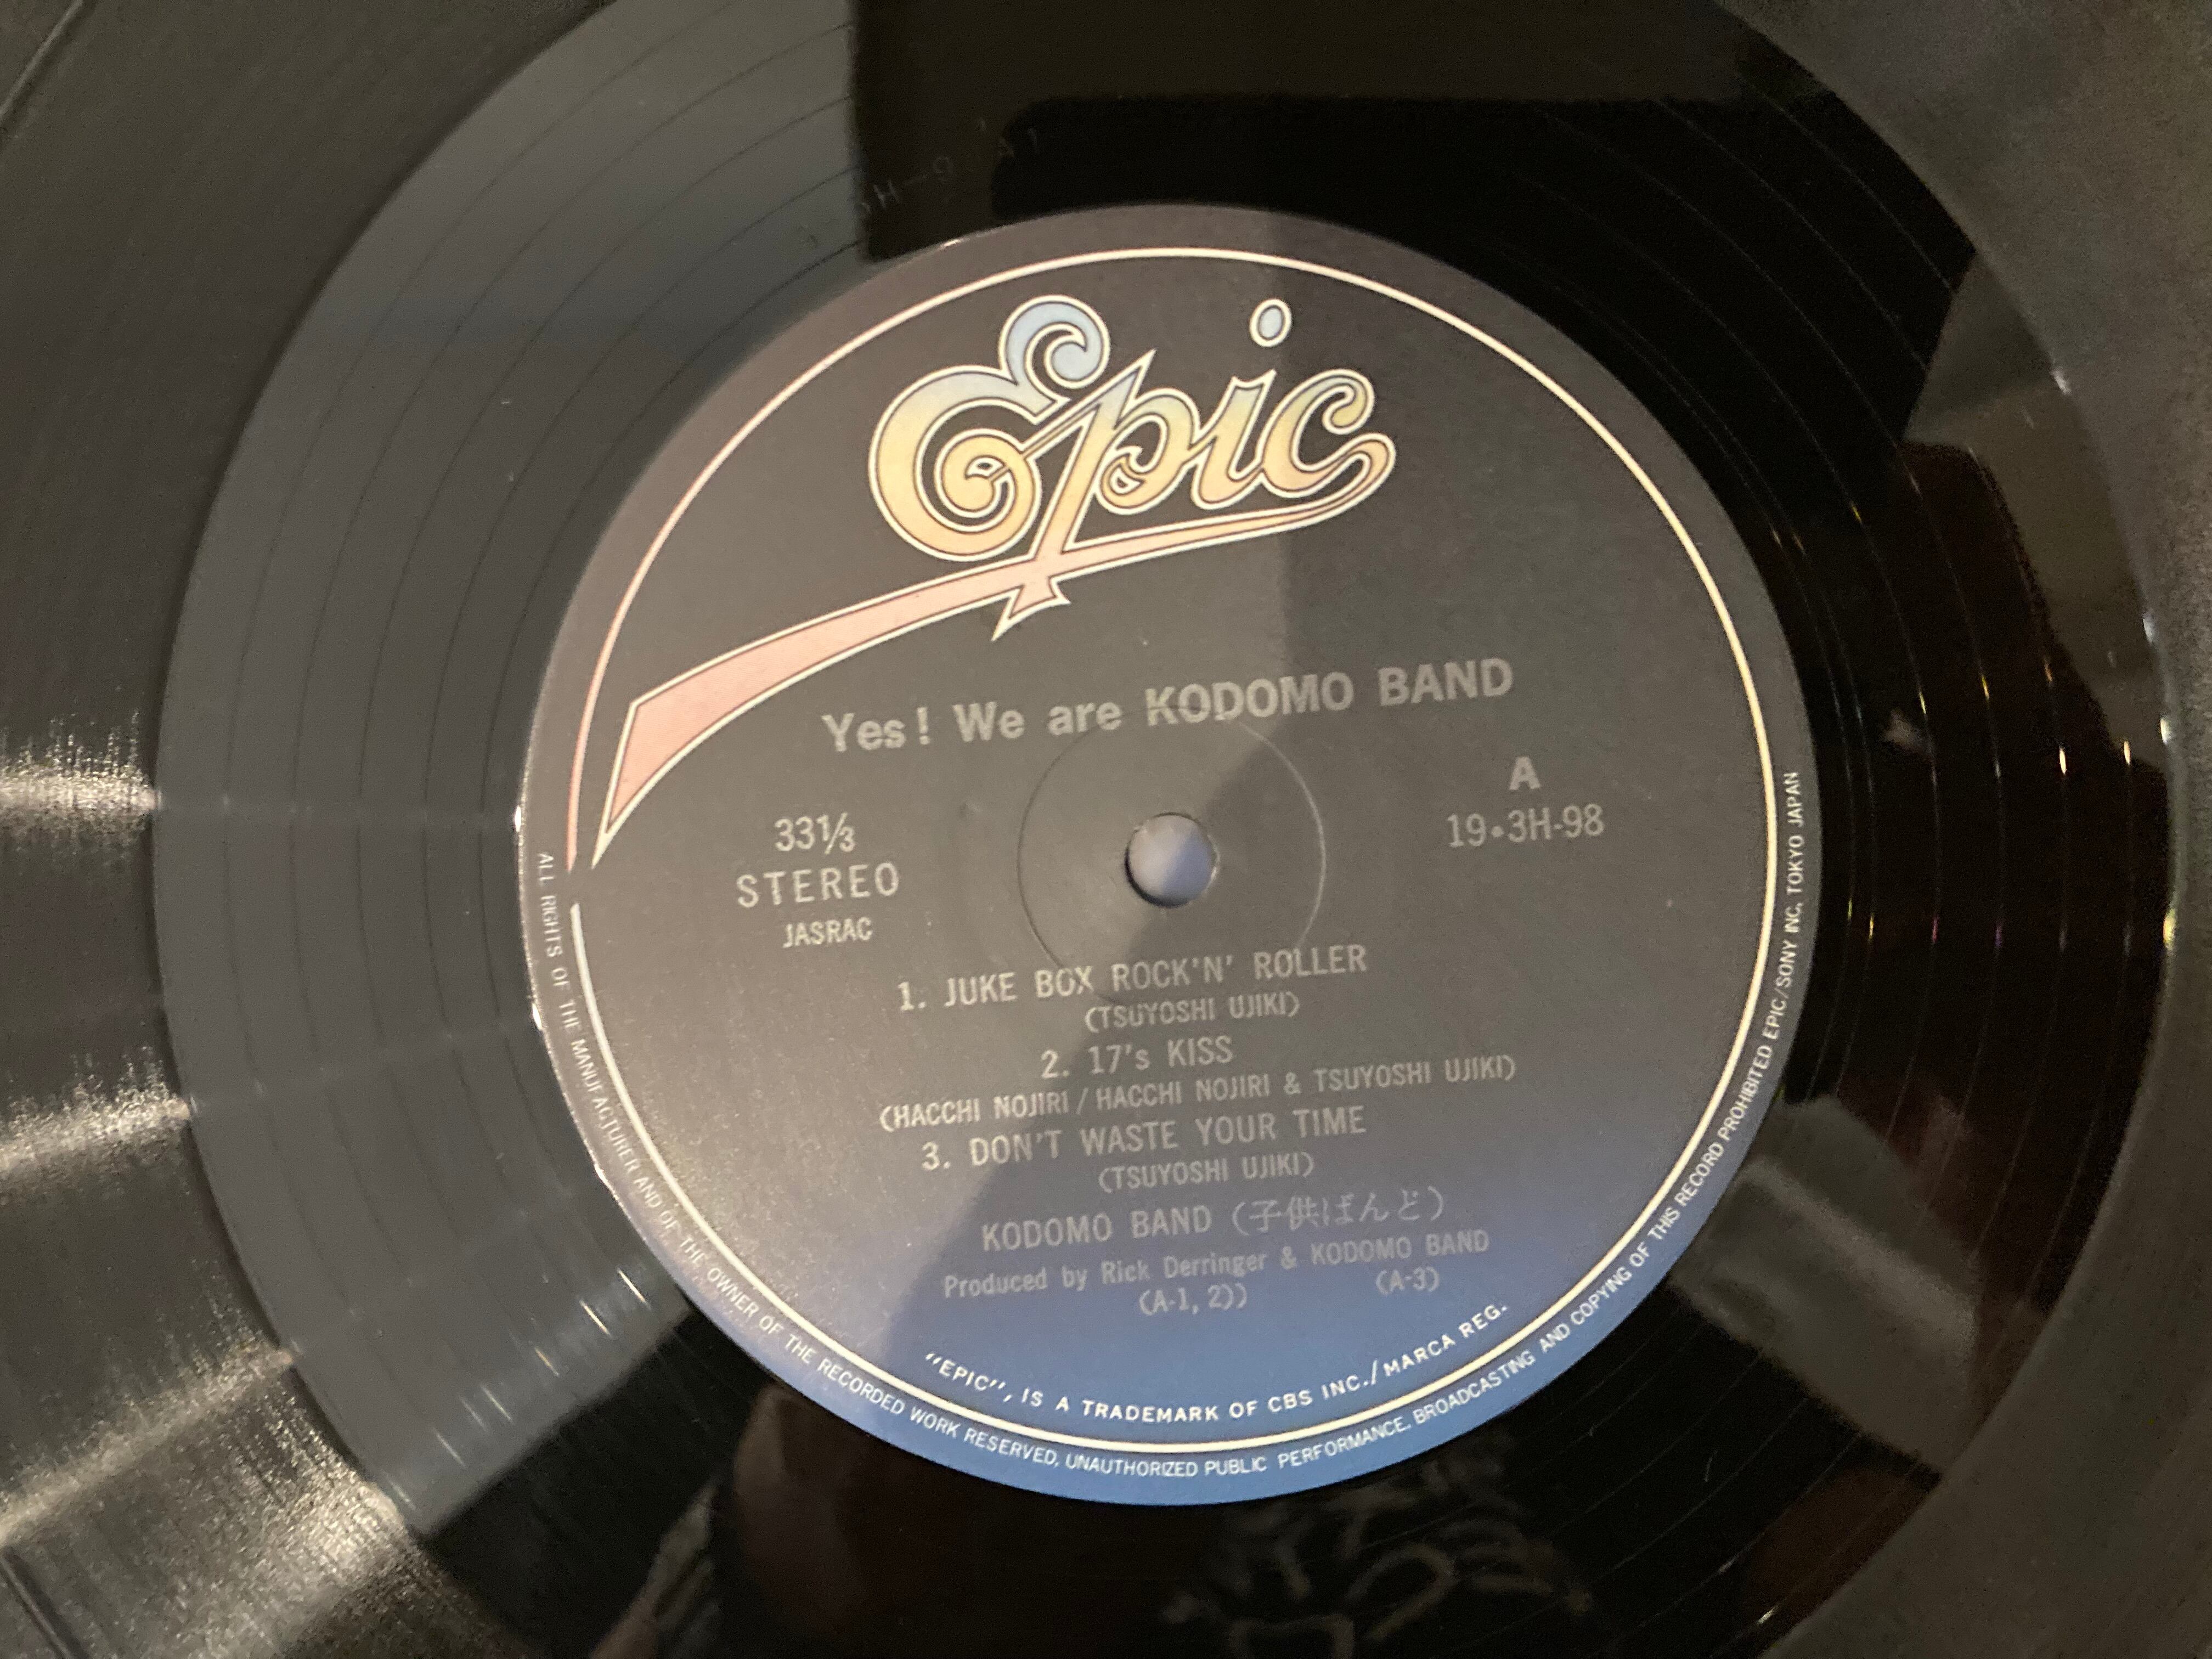 Epic
Yes! We are KODOMO BAND
33⅓
STEREO
JASRAC
A
19•3H-98
1. JUKE BOX ROCK'N' ROLLER
(TSUYOSHI UJIKI)
2. 17's KISS
(HACCHI NOJIRI / HACCHI NOJIRI & TSUYOSHI UJIKI)
3. DON'T WASTE YOUR TIME
(TSUYOSHI UJIKI)
KODOMO BAND (子供ばんど)
Produced by Rick Derringer & KODOMO BAND
(A-1, 2)) (A-3)
"EPIC", IS A TRADEMARK OF CBS INC./MARCA REG.
ALL RIGHTS OF THE MANUFACTURER AND OF THE OWNER OF THE RECORDED WORK RESERVED, UNAUTHORIZED PUBLIC PERFORMANCE, BROADCASTING AND COPYING OF THIS RECORD PROHIBITED EPIC/SONY INC. TOKYO JAPAN